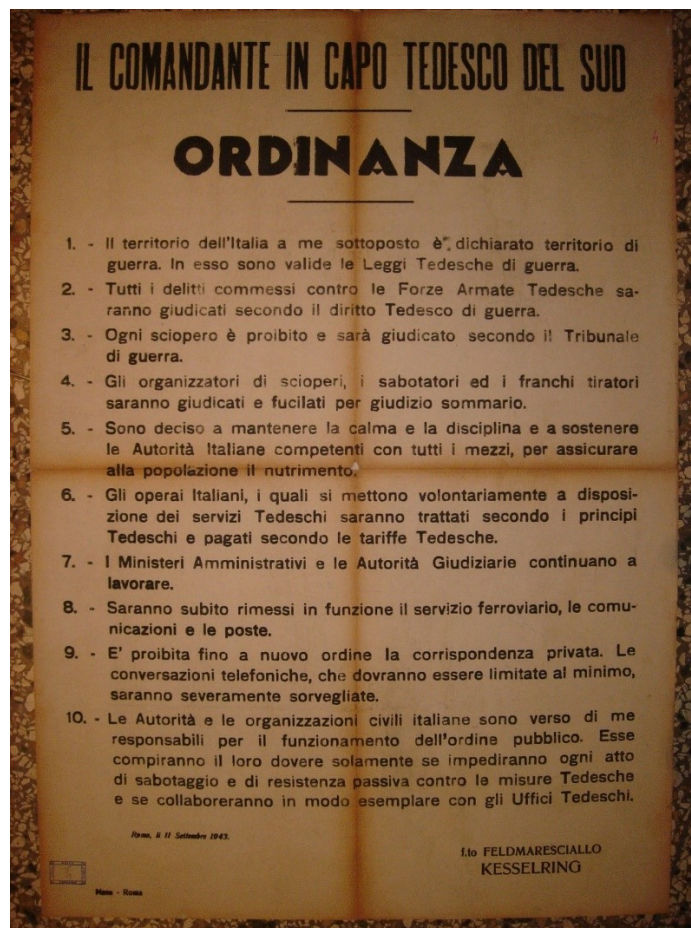 IL COMANDANTE IN CAPO TEDESCO DEL SUD
ORDINANZA
1. - Il territorio dell'Italia a me sottoposto è dichiarato territorio di
guerra. In esso sono valide le Leggi Tedesche di guerra.
2. - Tutti i delitti commessi contro le Forze Armate Tedesche sa-
ranno giudicati secondo il diritto Tedesco di guerra.
3. - Ogni sciopero è proibito e sarà giudicato secondo il Tribunale
di guerra.
4. - Gli organizzatori di scioperi, i sabotatori ed i franchi tiratori
saranno giudicati e fucilati per giudizio sommario.
5. - Sono deciso a mantenere la calma e la disciplina e a sostenere
le Autorità Italiane competenti con tutti i mezzi, per assicurare
alla popolazione il nutrimento.
6. - Gli operai Italiani, i quali si mettono volontariamente a disposi-
zione dei servizi Tedeschi saranno trattati secondo i principi
Tedeschi e pagati secondo le tariffe Tedesche.
7. - I Ministeri Amministrativi e le Autorità Giudiziarie continuano a
lavorare.
8. - Saranno subito rimessi in funzione il servizio ferroviario, le comu-
nicazioni e le poste.
9. - E' proibita fino a nuovo ordine la corrispondenza privata. Le
conversazioni telefoniche, che dovranno essere limitate al minimo,
saranno severamente sorvegliate.
10. - Le Autorità e le organizzazioni civili italiane sono verso di me
responsabili per il funzionamento dell'ordine pubblico. Esse
compiranno il loro dovere solamente se impediranno ogni atto
di sabotaggio e di resistenza passiva contro le misure Tedesche
e se collaboreranno in modo esemplare con gli Uffici Tedeschi.
Roma, li 11 Settembre 1943.
f.to FELDMARESCIALLO
KESSELRING
- Roma